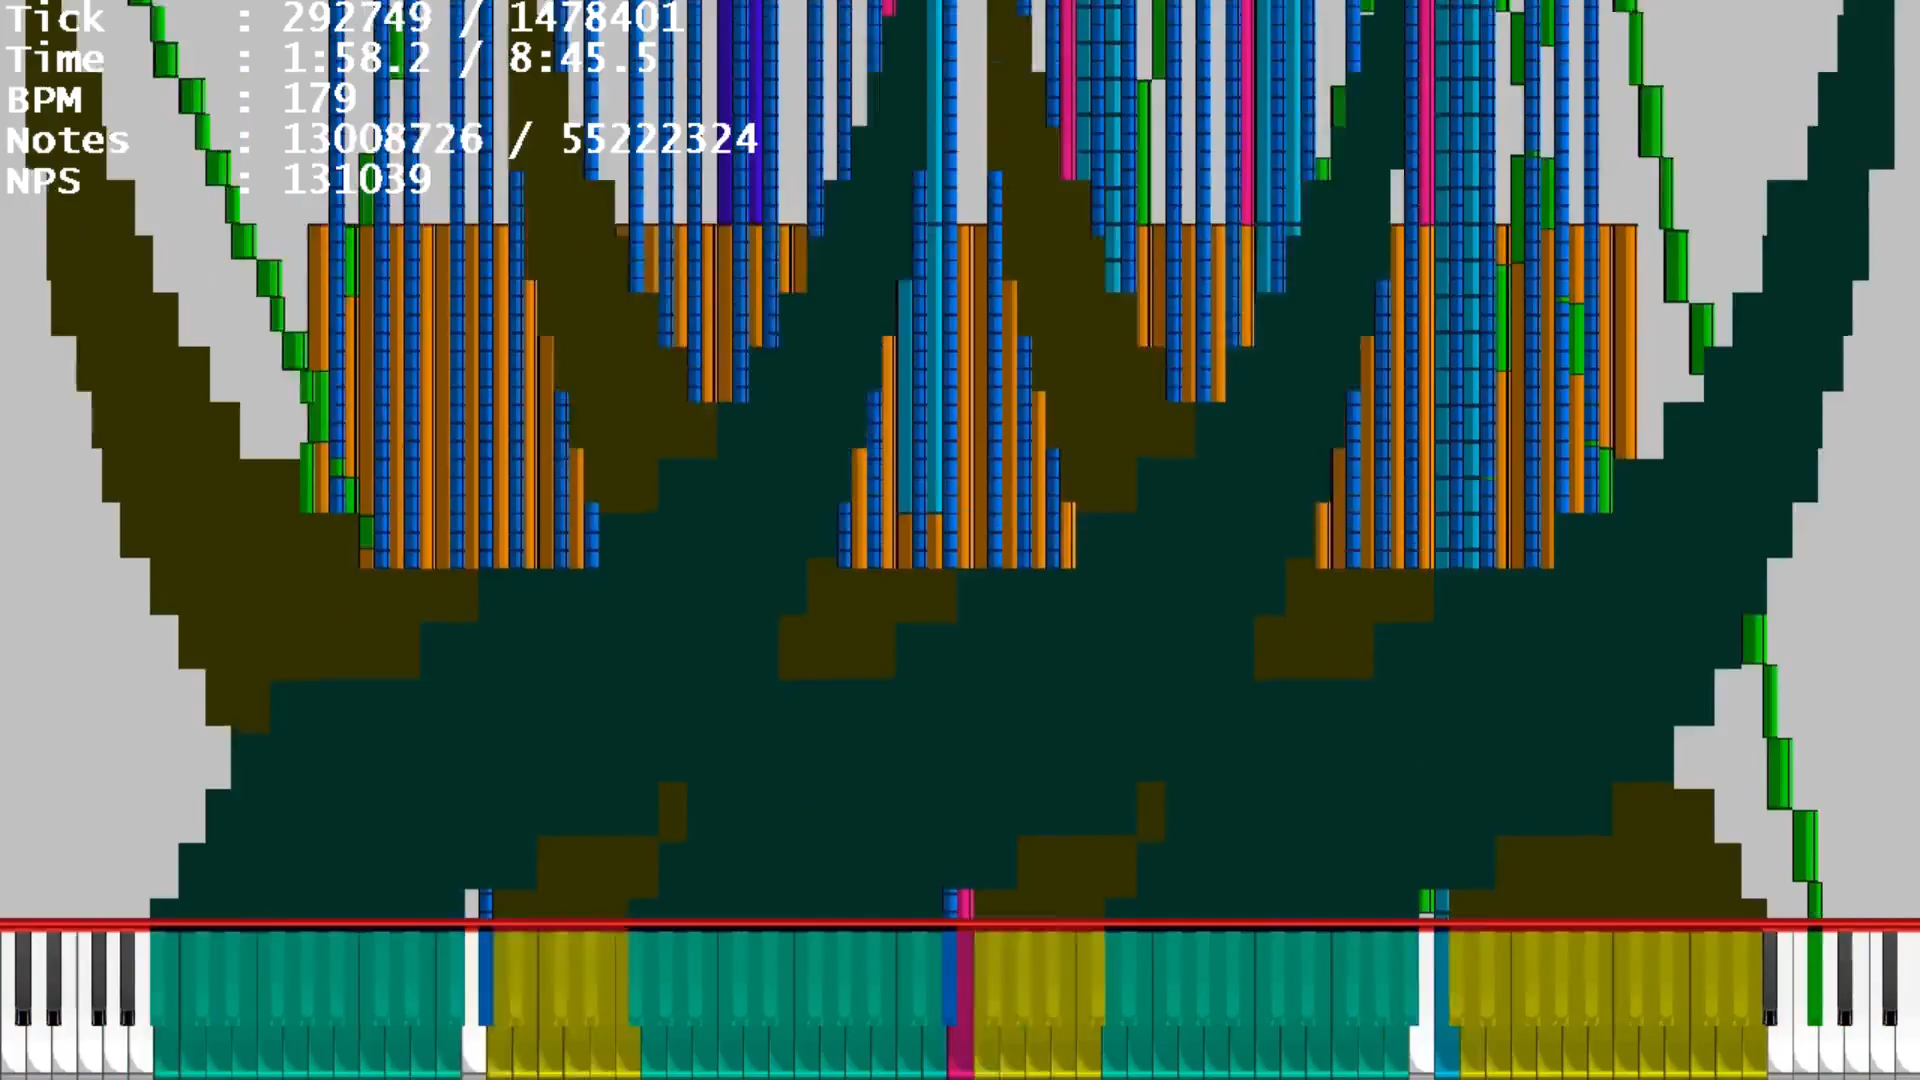 Tick : 292749 / 1478401
Time : 1:58.2 / 8:45.5
BPM : 179
Notes : 13008726 / 55222324
NPS : 131039